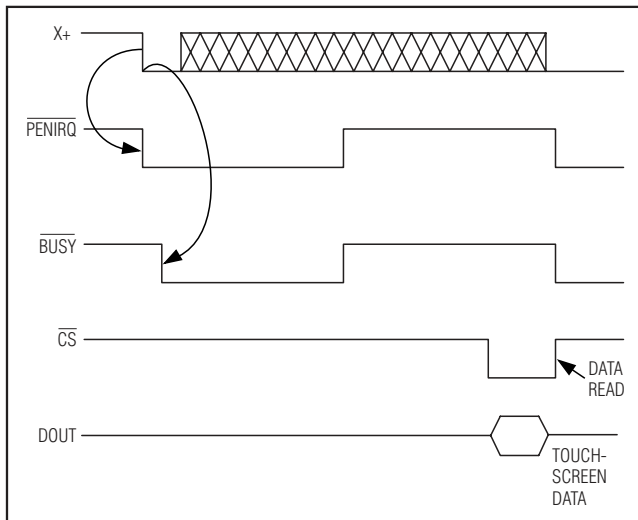 X+
PENIRQ
BUSY
CS
DATA
READ
DOUT
TOUCH-
SCREEN
DATA